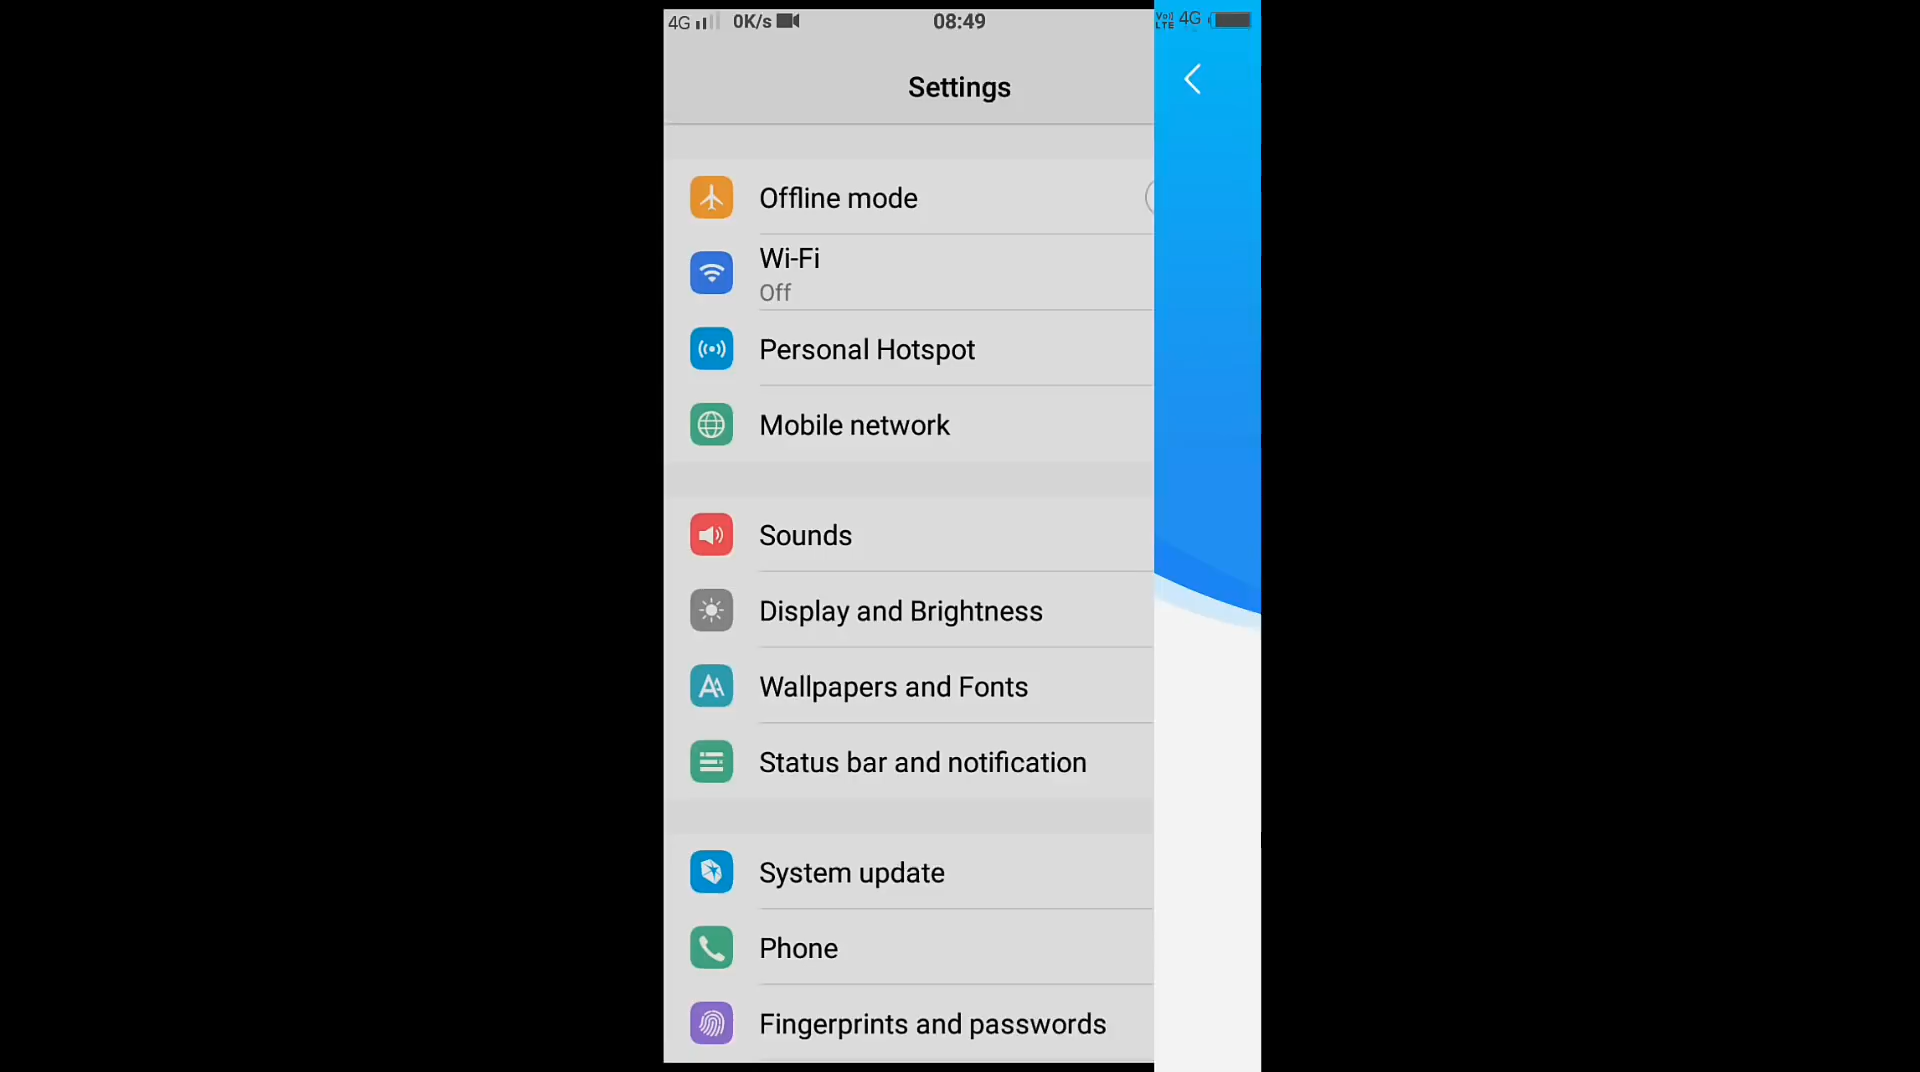 4G 0K/s 08:49 VoLTE 4G
Settings
Offline mode
Wi-Fi
Off
Personal Hotspot
Mobile network
Sounds
Display and Brightness
Wallpapers and Fonts
Status bar and notification
System update
Phone
Fingerprints and passwords